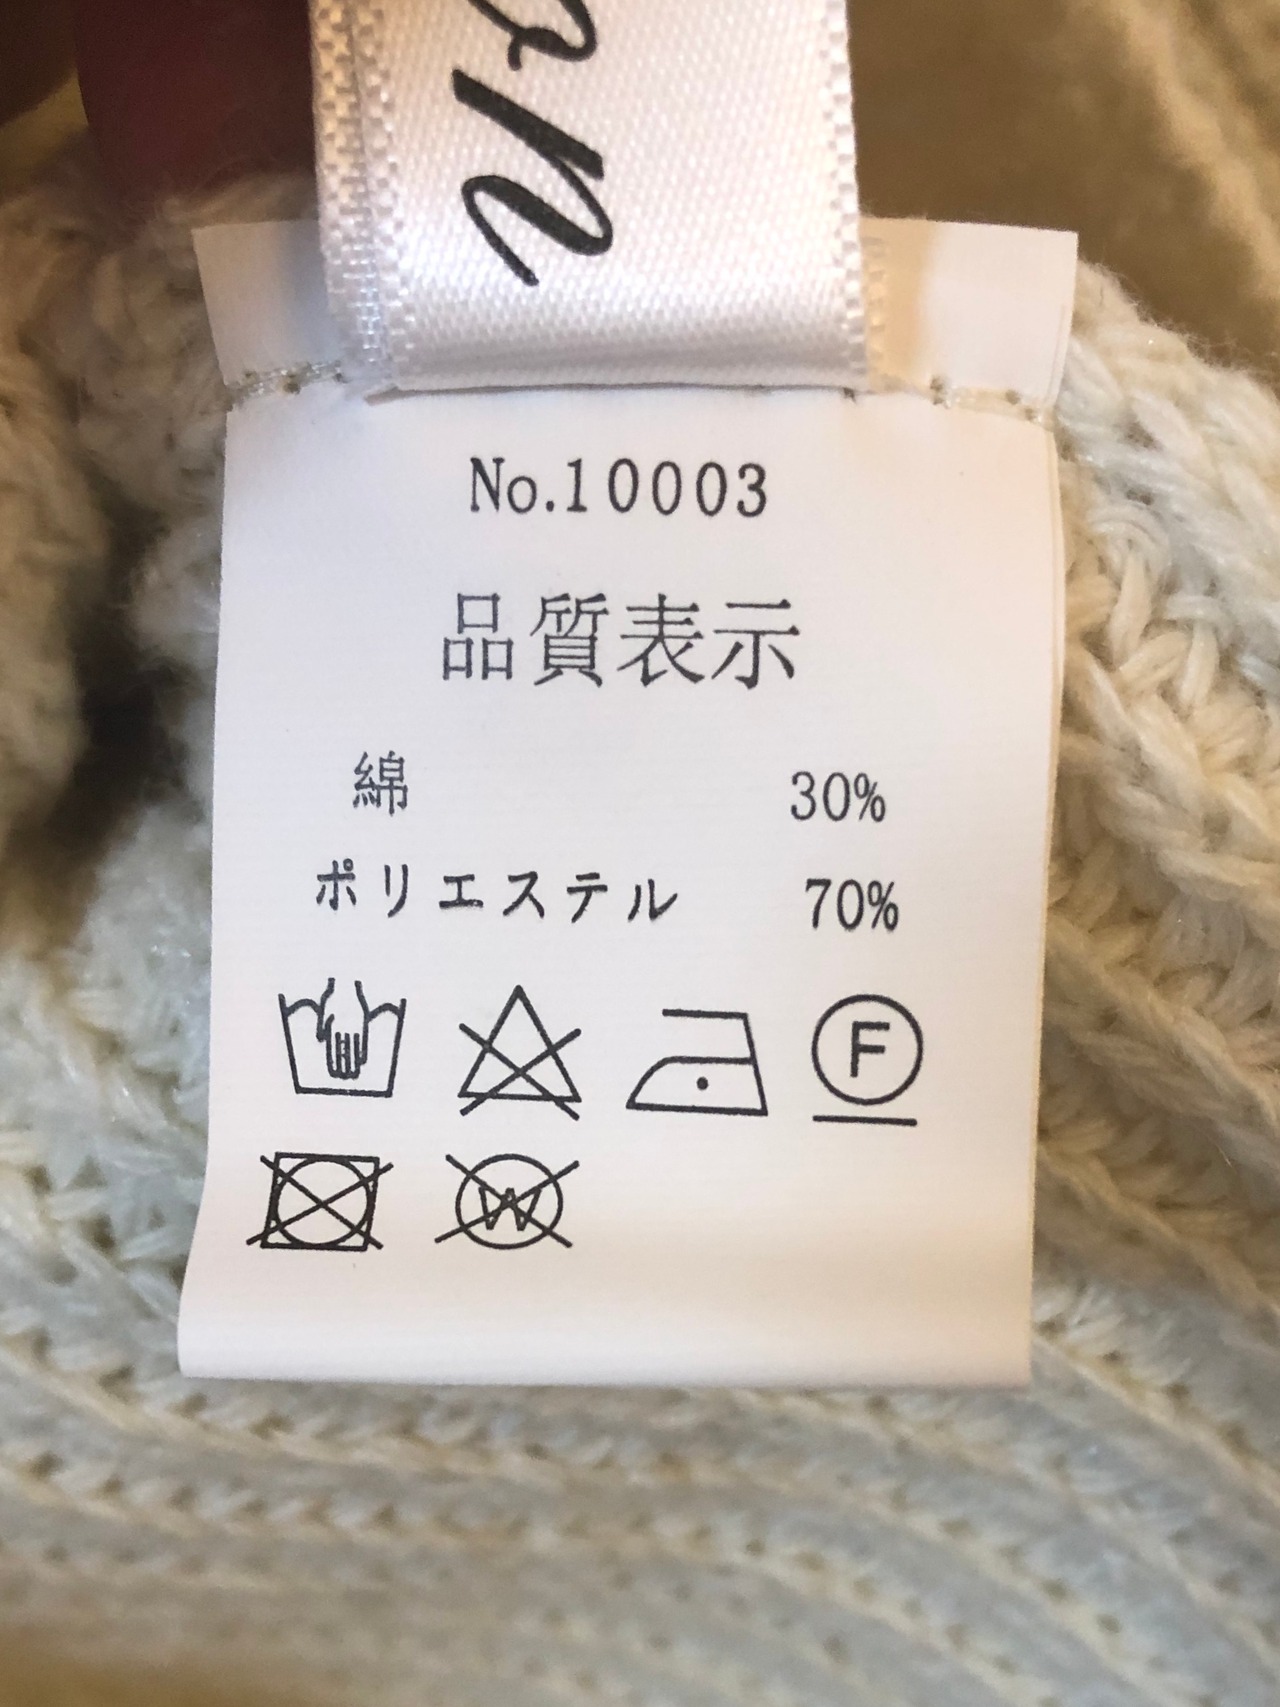 No.10003
品質表示
綿 30%
ポリエステル 70%
F
W